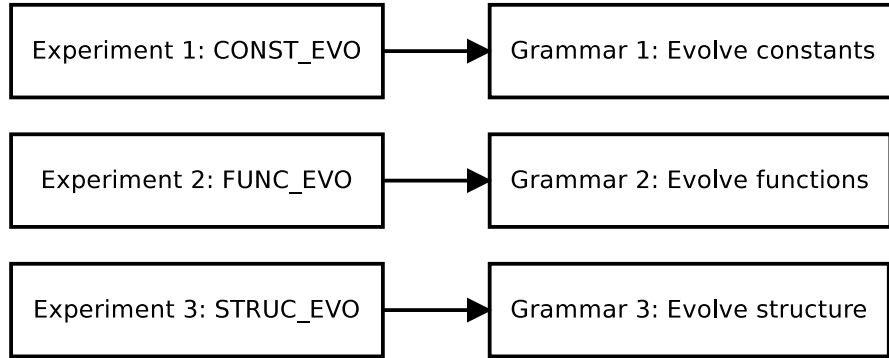 Experiment 1: CONST_EVO
Grammar 1: Evolve constants
Experiment 2: FUNC_EVO
Grammar 2: Evolve functions
Experiment 3: STRUC_EVO
Grammar 3: Evolve structure